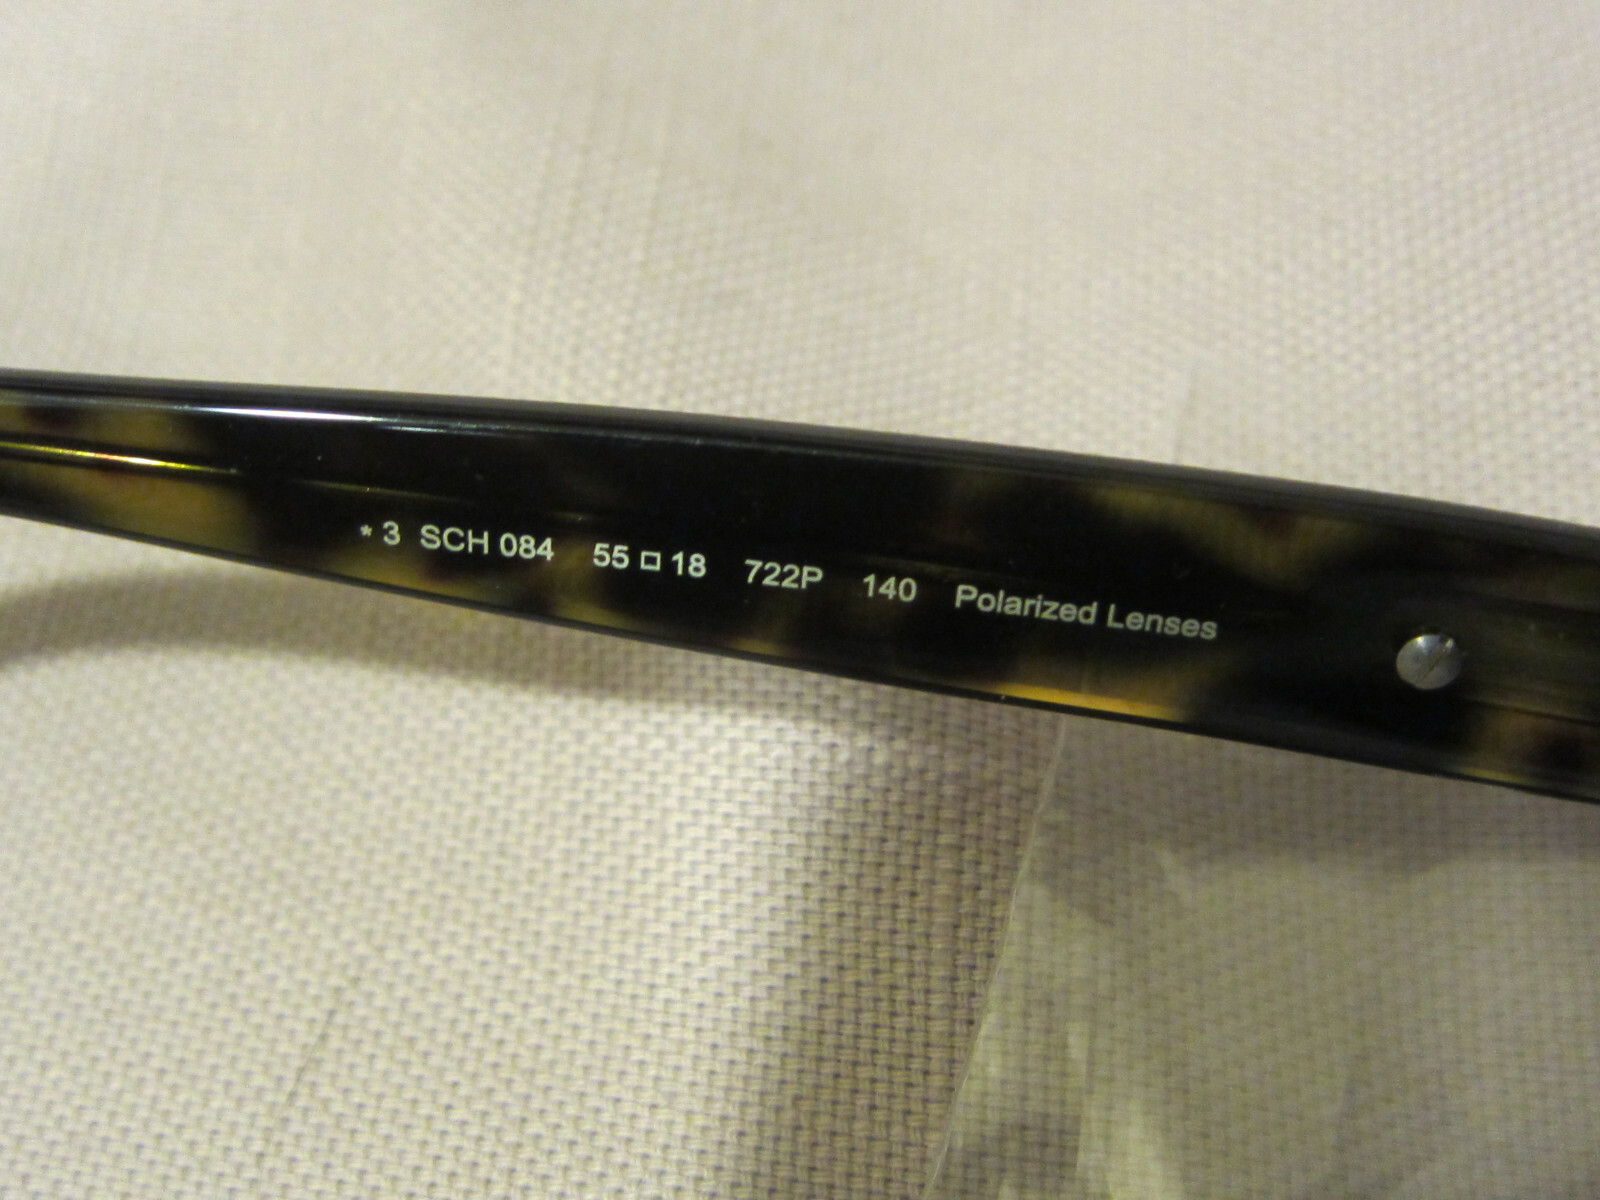 * 3 SCH 084 55 □ 18 722P 140 Polarized Lenses